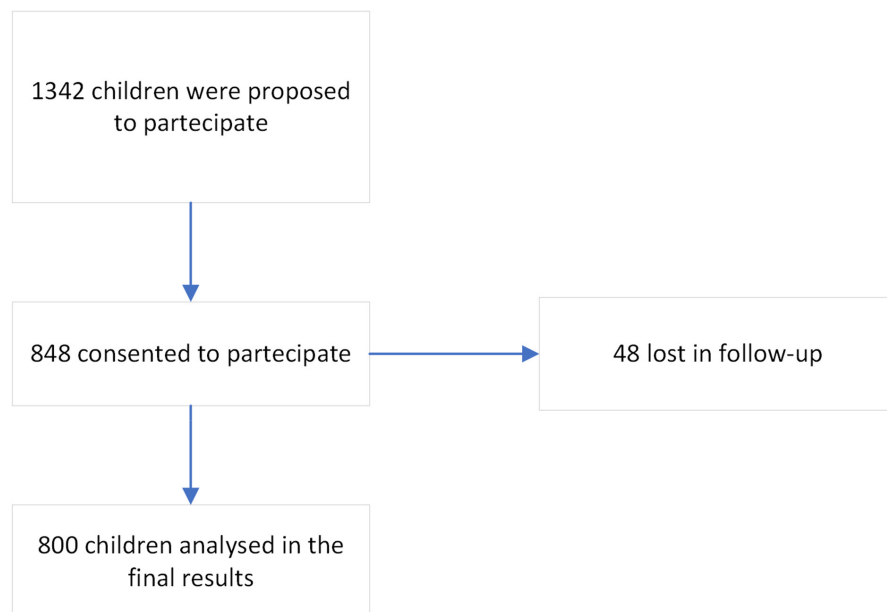 1342 children were proposed
to partecipate
848 consented to partecipate
48 lost in follow-up
800 children analysed in the
final results